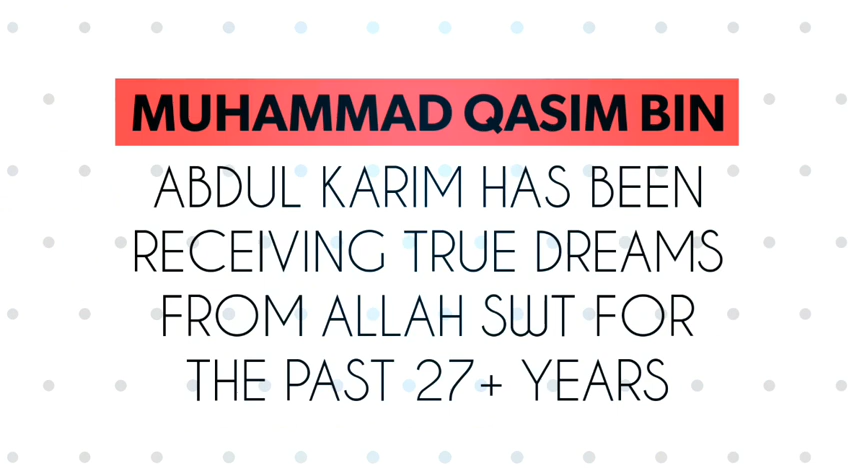 MUHAMMAD QASIM BIN
ABDUL KARIM HAS BEEN
RECEIVING TRUE DREAMS
FROM ALLAH SWT FOR
THE PAST 27+ YEARS